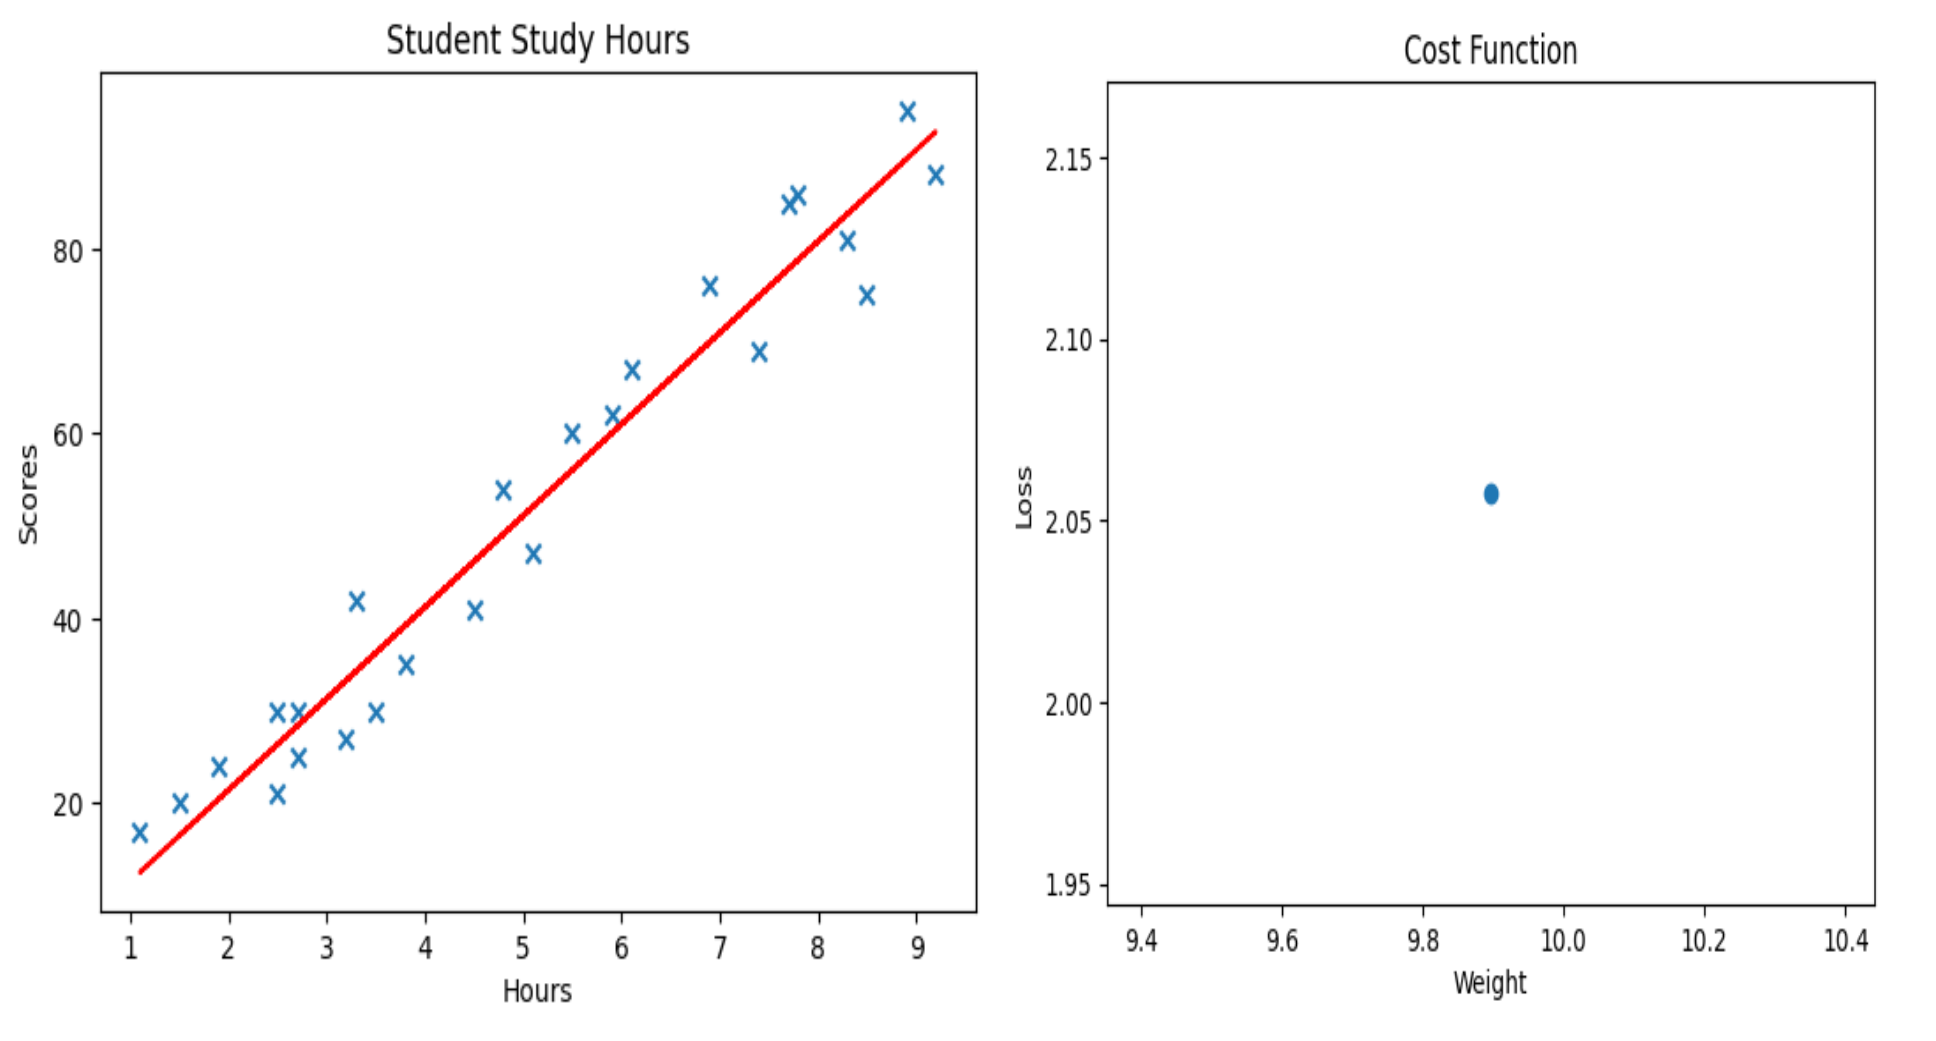 Student Study Hours
Scores
80
60
40
20
1 2 3 4 5 6 7 8 9
Hours
Cost Function
Loss
2.15
2.10
2.05
2.00
1.95
9.4 9.6 9.8 10.0 10.2 10.4
Weight